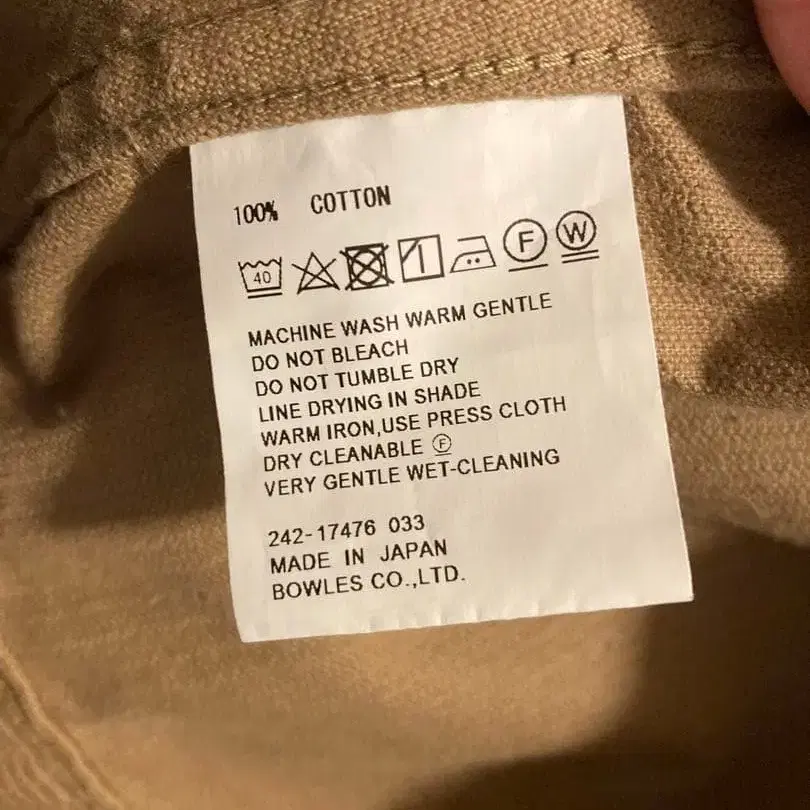 100% COTTON
40 F W
MACHINE WASH WARM GENTLE
DO NOT BLEACH
DO NOT TUMBLE DRY
LINE DRYING IN SHADE
WARM IRON,USE PRESS CLOTH
DRY CLEANABLE Ⓕ
VERY GENTLE WET-CLEANING
242-17476 033
MADE IN JAPAN
BOWLES CO.,LTD.